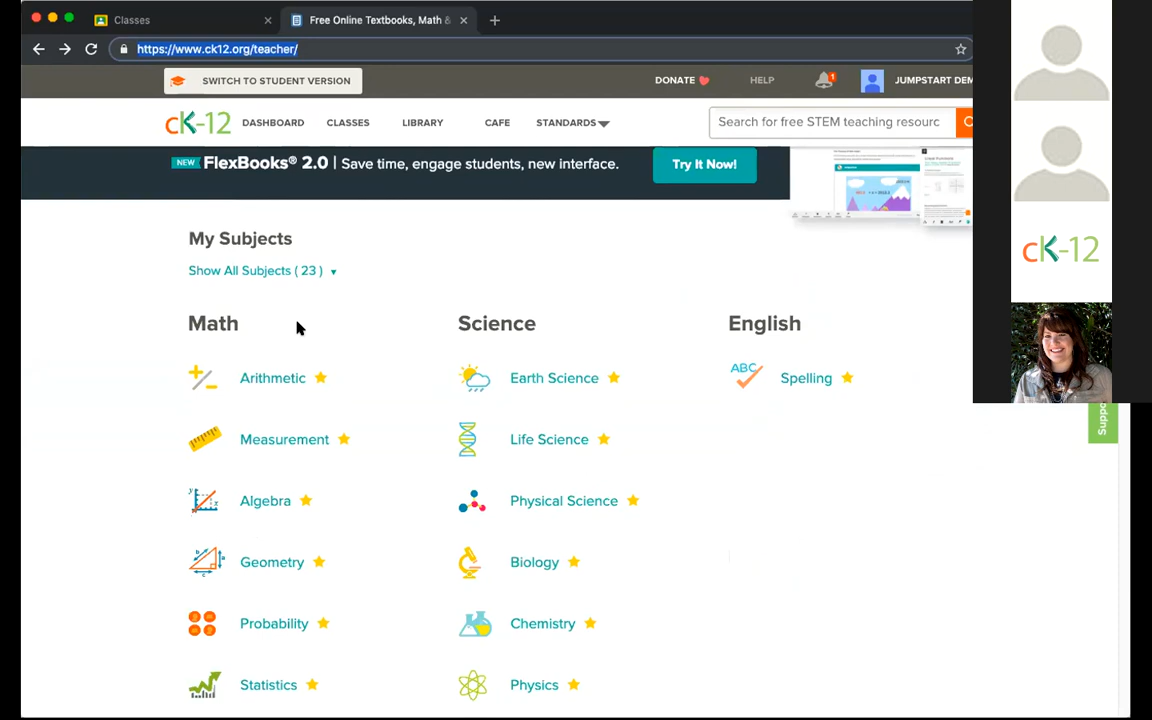 Classes
Free Online Textbooks, Math &
https://www.ck12.org/teacher/
SWITCH TO STUDENT VERSION
DONATE
HELP
1
JUMPSTART DEM
cK-12
DASHBOARD
CLASSES
LIBRARY
CAFE
STANDARDS
Search for free STEM teaching resourc
NEW FlexBooks® 2.0 | Save time, engage students, new interface.
Try It Now!
cK-12
My Subjects
Show All Subjects ( 23 )
Math
Science
English
Arithmetic
Earth Science
ABC
Spelling
Suppo
Measurement
Life Science
Algebra
Physical Science
Geometry
Biology
Probability
Chemistry
Statistics
Physics